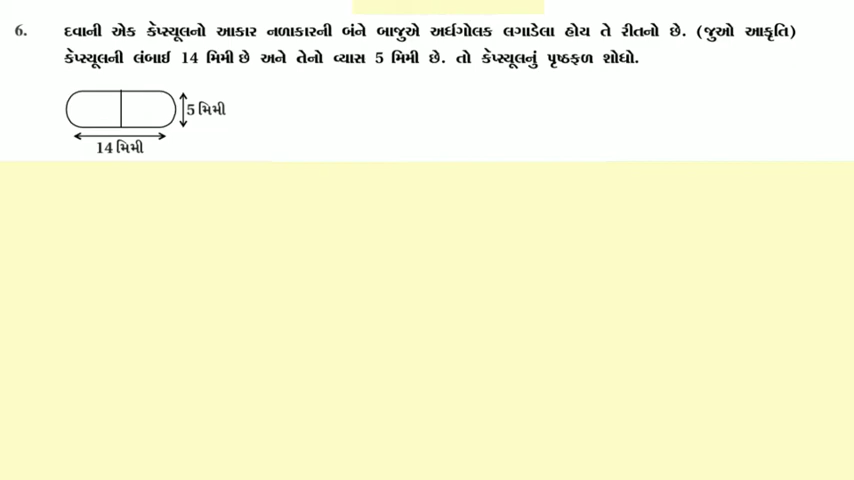 6. દવાની એક કૅપ્સ્યૂલનો આકાર નળાકારની બંને બાજુએ અર્ધગોલક લગાડેલા હોય તે રીતનો છે. (જુઓ આકૃતિ)
કૅપ્સ્યૂલની લંબાઈ 14 મિમી છે અને તેનો વ્યાસ 5 મિમી છે. તો કૅપ્સ્યૂલનું પૃષ્ઠફળ શોધો.
5 મિમી
14 મિમી